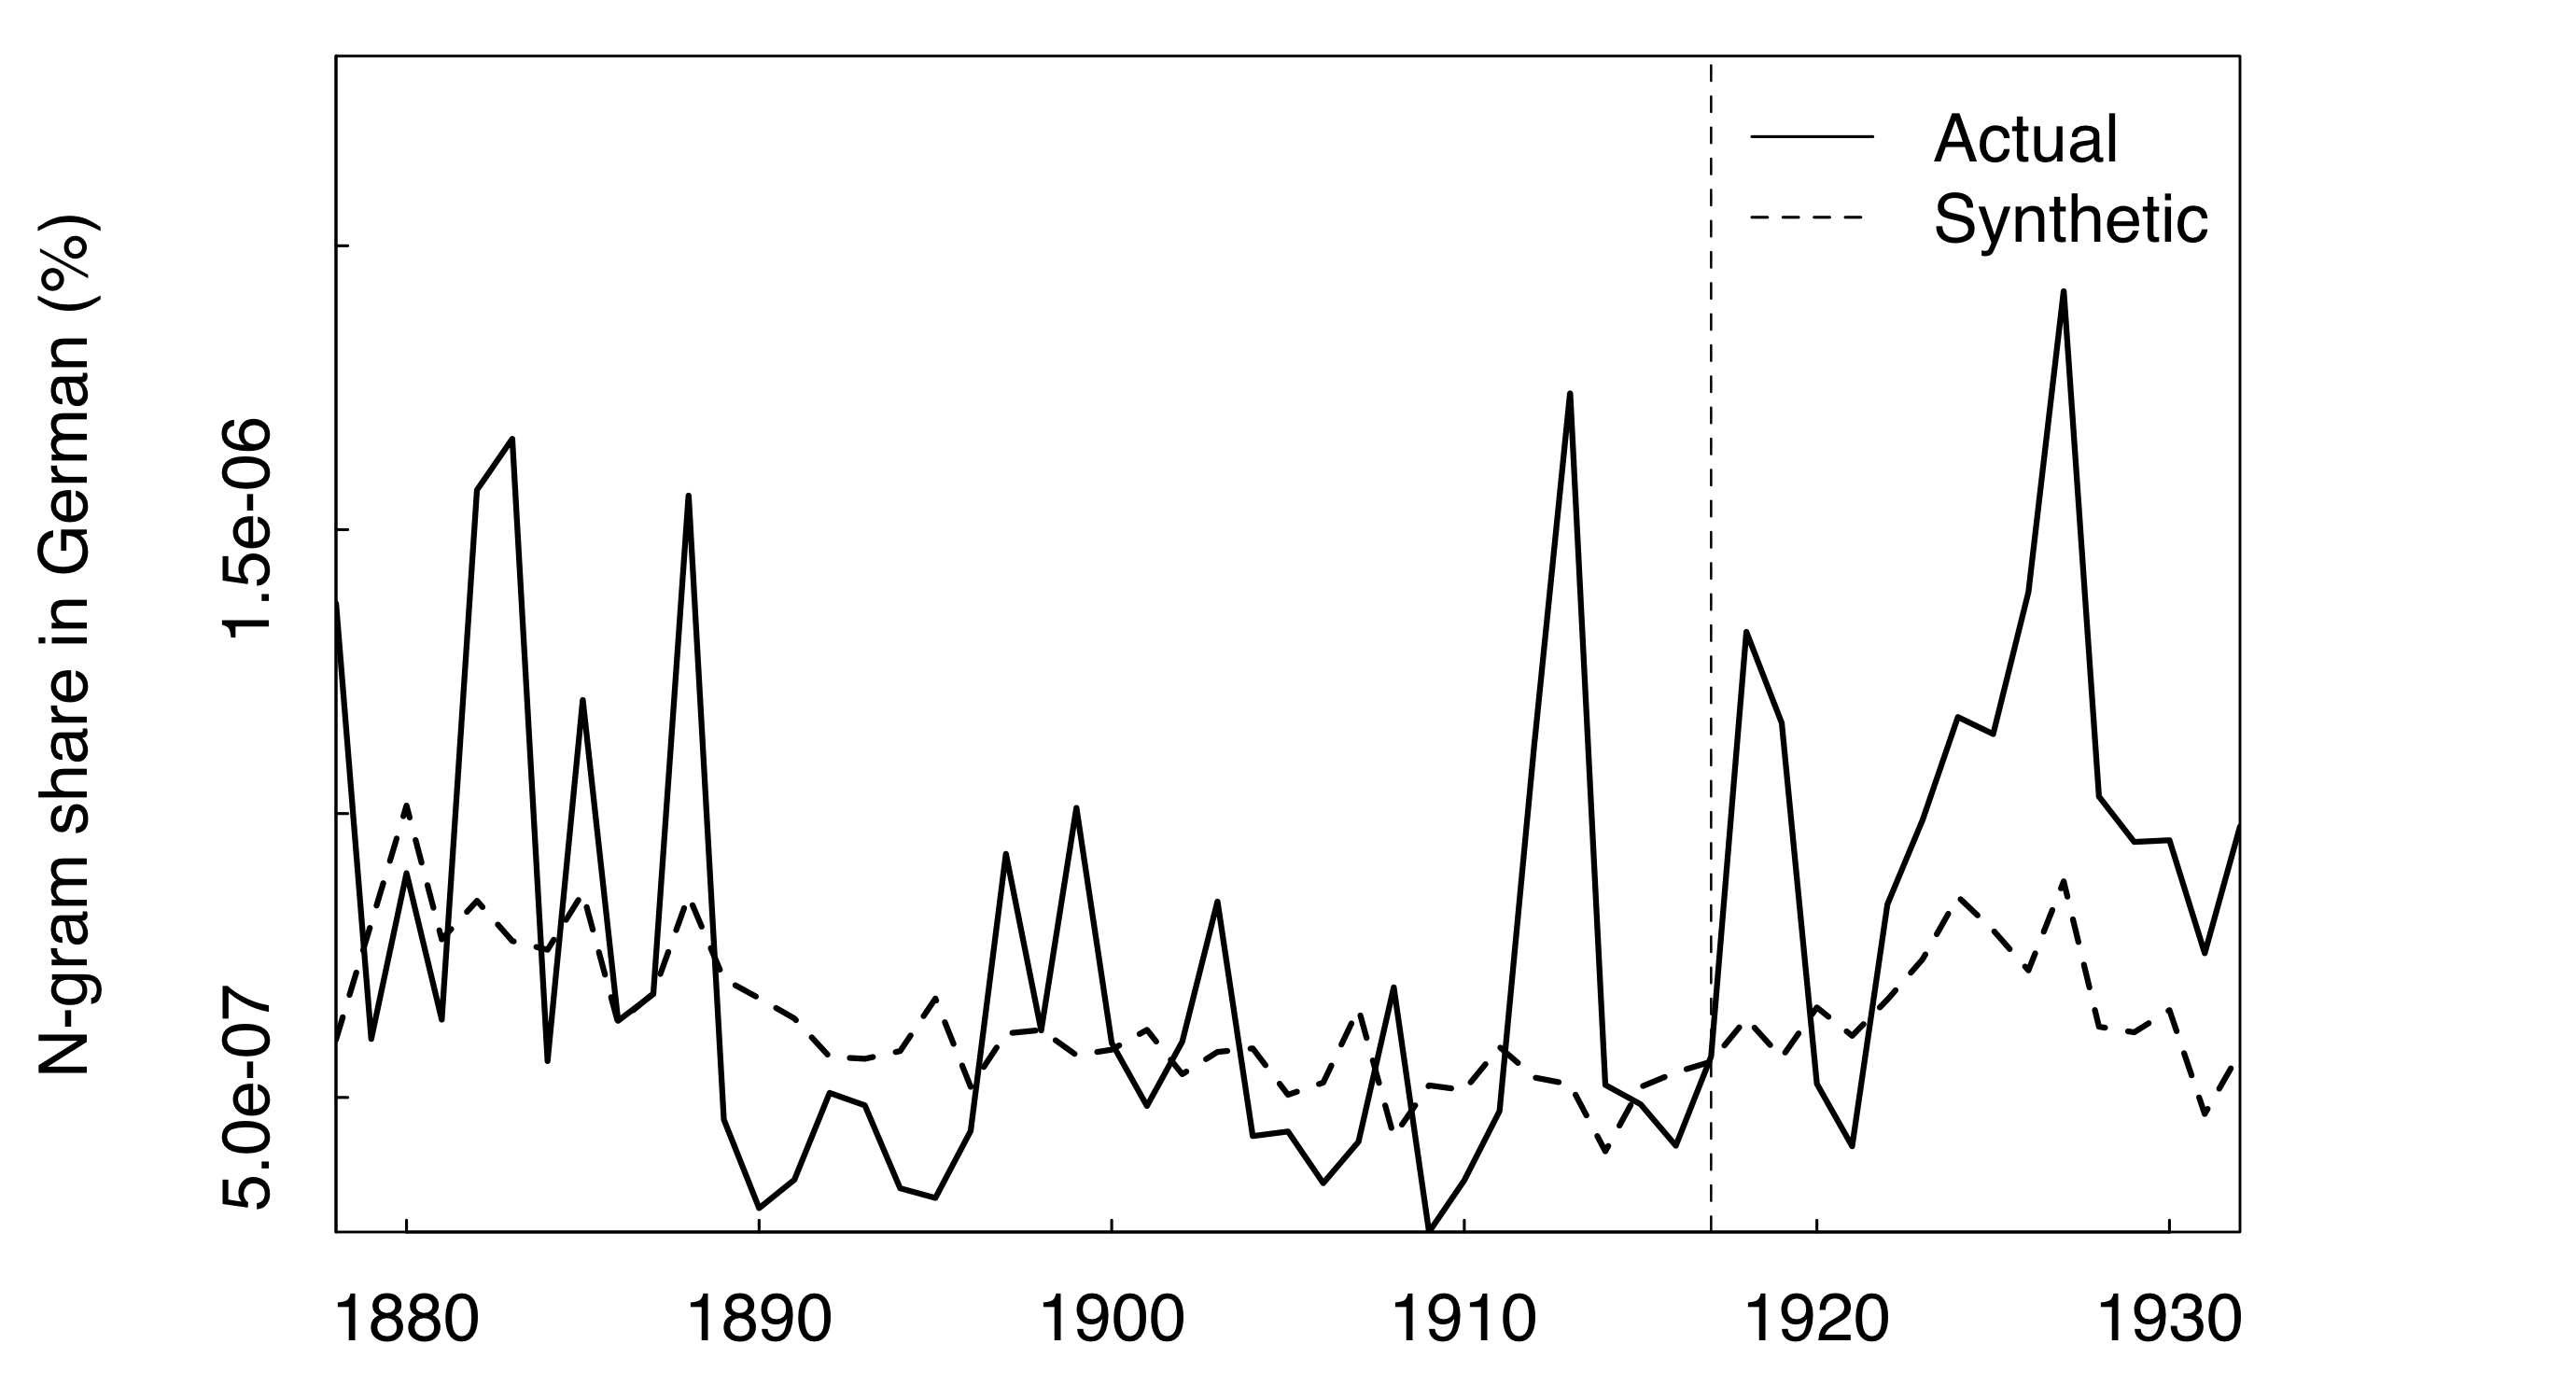 Actual
Synthetic
N-gram share in German (%)
1.5e-06
5.0e-07
1880 1890 1900 1910 1920 1930